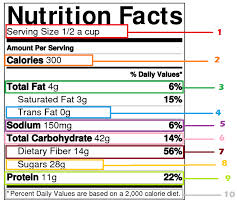 Nutrition Facts
Serving Size 1/2 a cup 1
Amount Per Serving
Calories 300 2
% Daily Values*
Total Fat 4g 6% 3
Saturated Fat 3g 15%
Trans Fat 0g 4
Sodium 150mg 6% 5
Total Carbohydrate 42g 14% 6
Dietary Fiber 14g 56% 7
Sugars 28g 8
Protein 11g 22% 9
*Percent Daily Values are based on a 2,000 calorie diet. 10